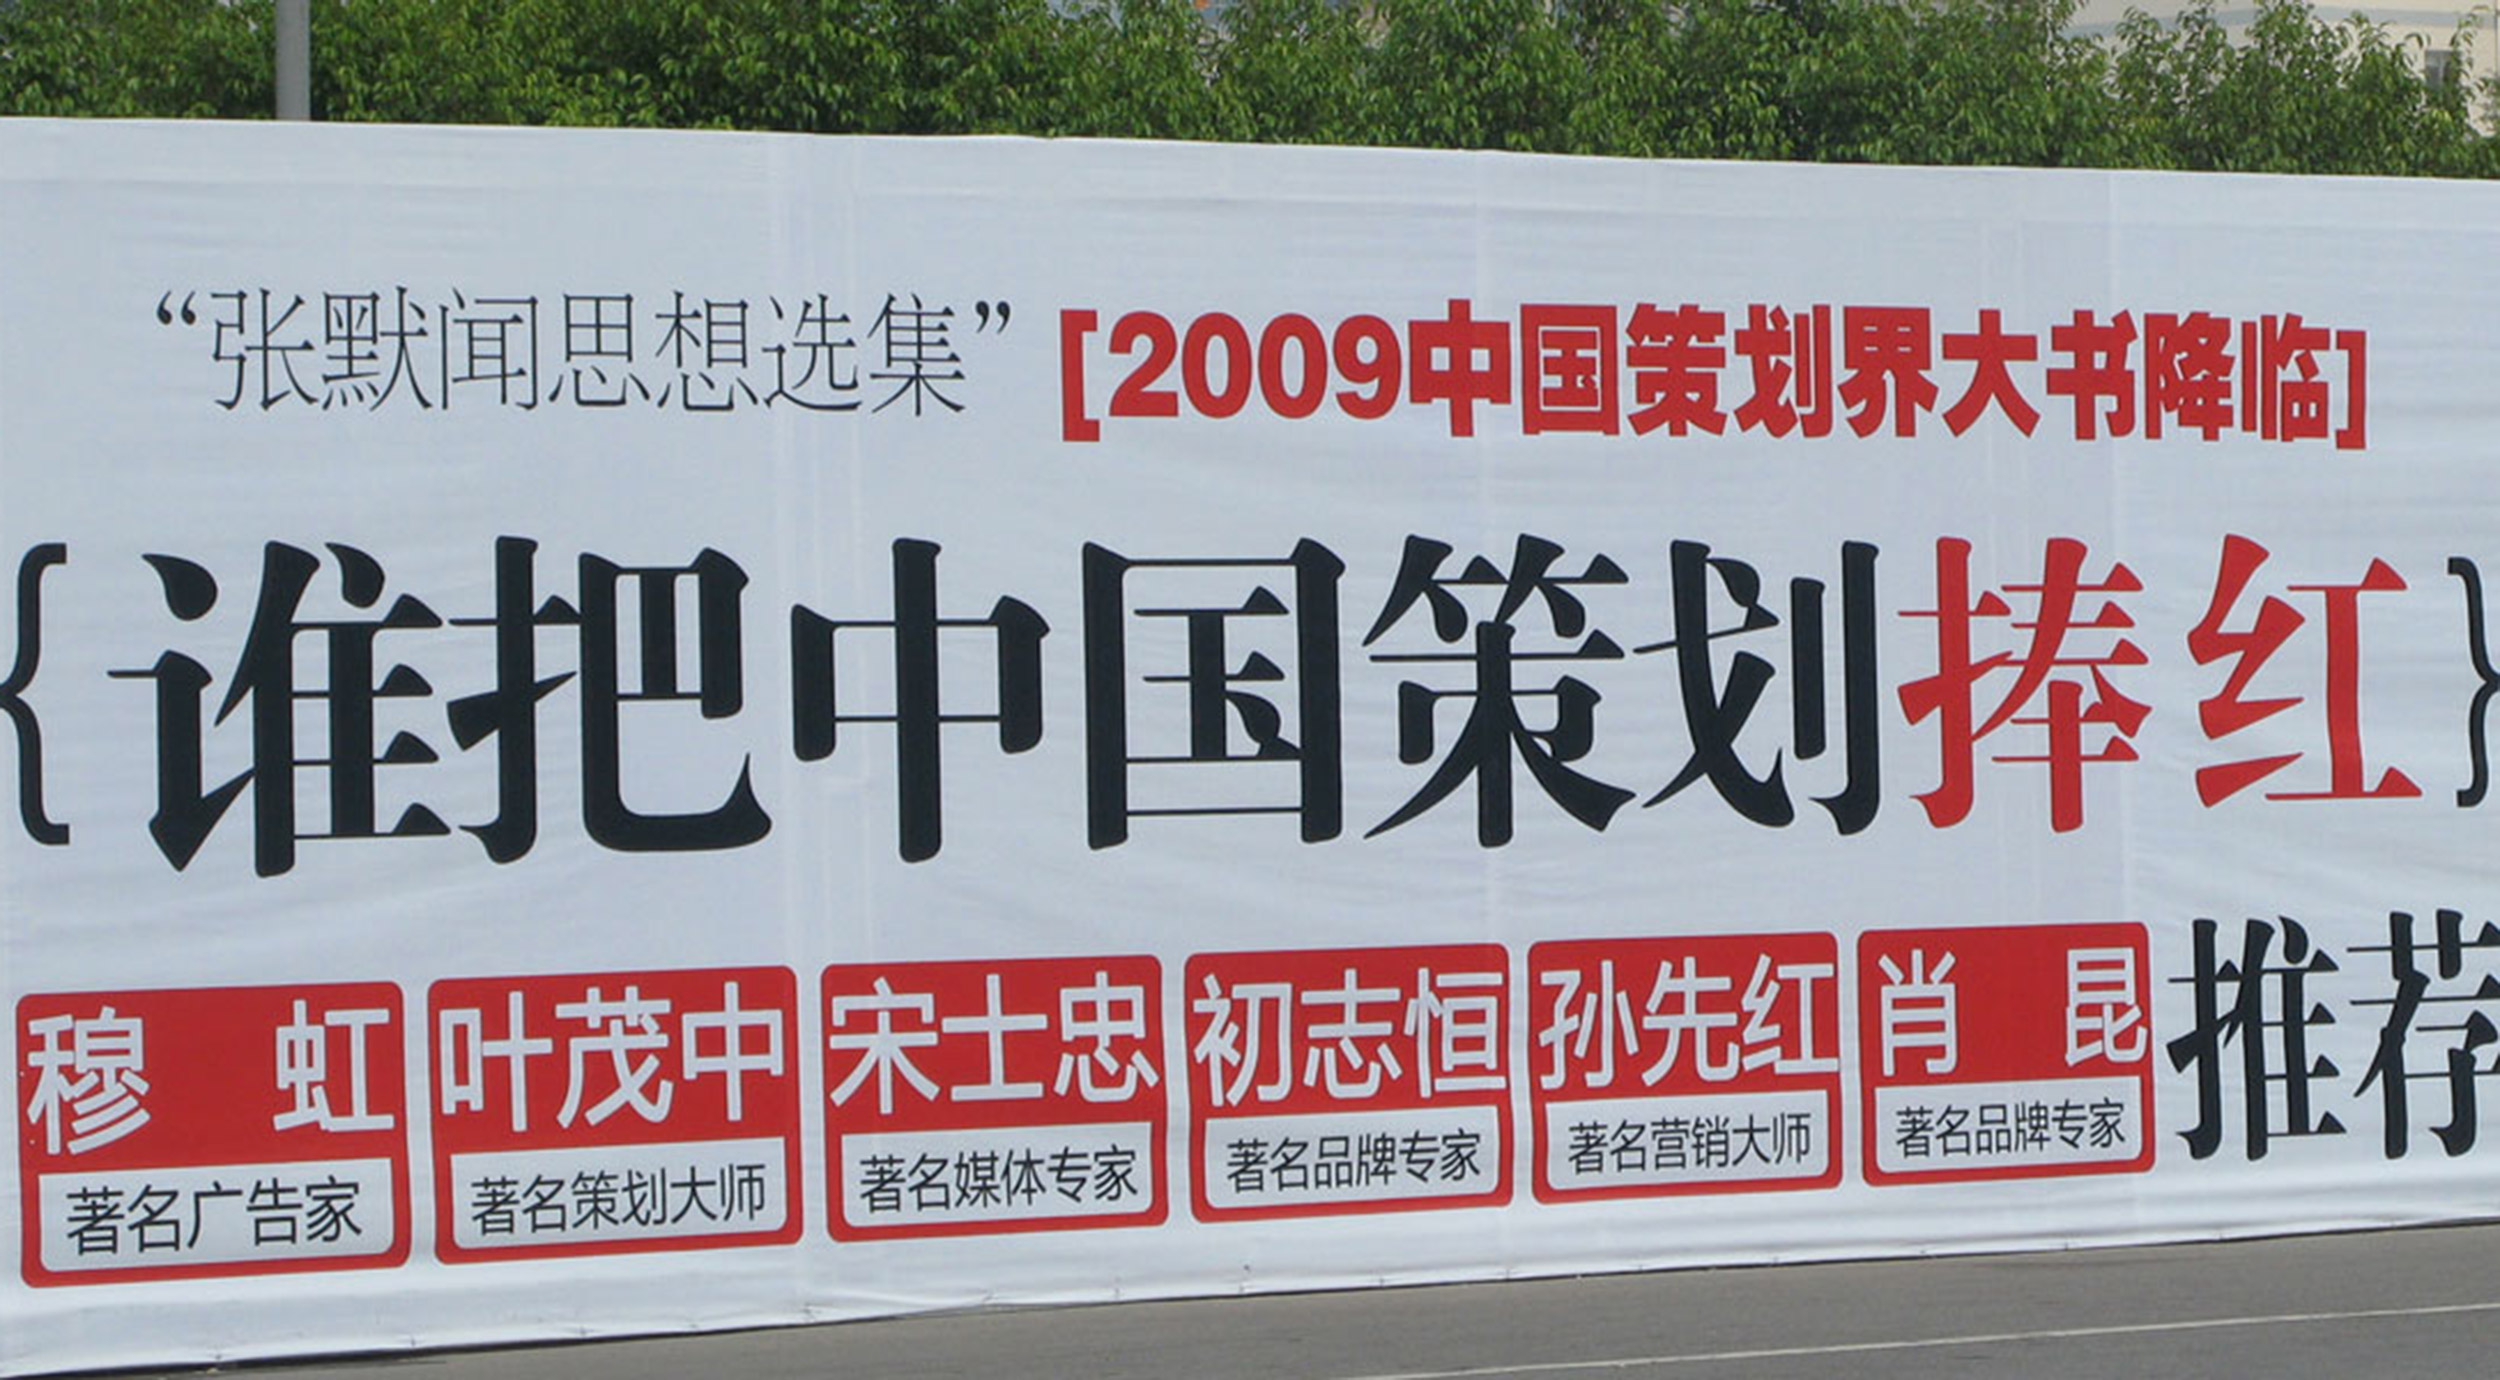 “张默闻思想选集” [2009中国策划界大书降临]
{谁把中国策划捧红}
穆虹 叶茂中 宋士忠 初志恒 孙先红 肖昆 推荐
著名广告家 著名策划大师 著名媒体专家 著名品牌专家 著名营销大师 著名品牌专家